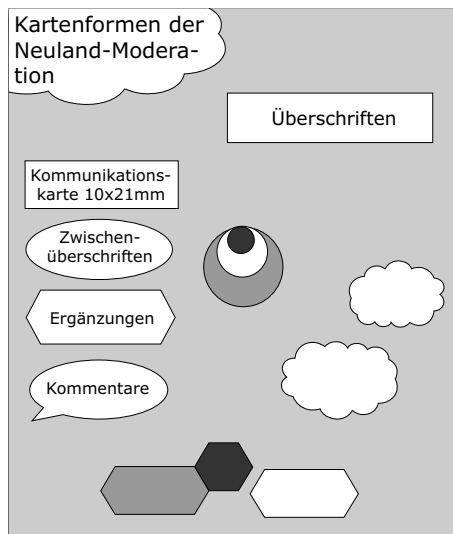 Kartenformen der
Neuland-Modera-
tion
Überschriften
Kommunikations-
karte 10x21mm
Zwischen-
überschriften
Ergänzungen
Kommentare